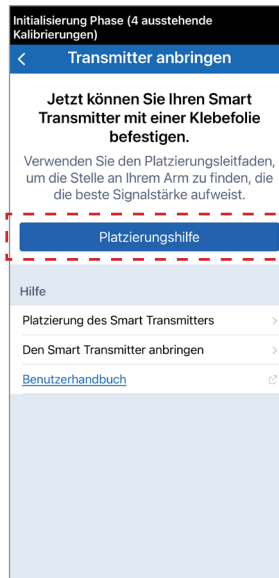 Initialisierung Phase (4 ausstehende
Kalibrierungen)
Transmitter anbringen
Jetzt können Sie Ihren Smart
Transmitter mit einer Klebefolie
befestigen.
Verwenden Sie den Platzierungsleitfaden,
um die Stelle an Ihrem Arm zu finden, die
die beste Signalstärke aufweist.
Platzierungshilfe
Hilfe
Platzierung des Smart Transmitters
Den Smart Transmitter anbringen
Benutzerhandbuch